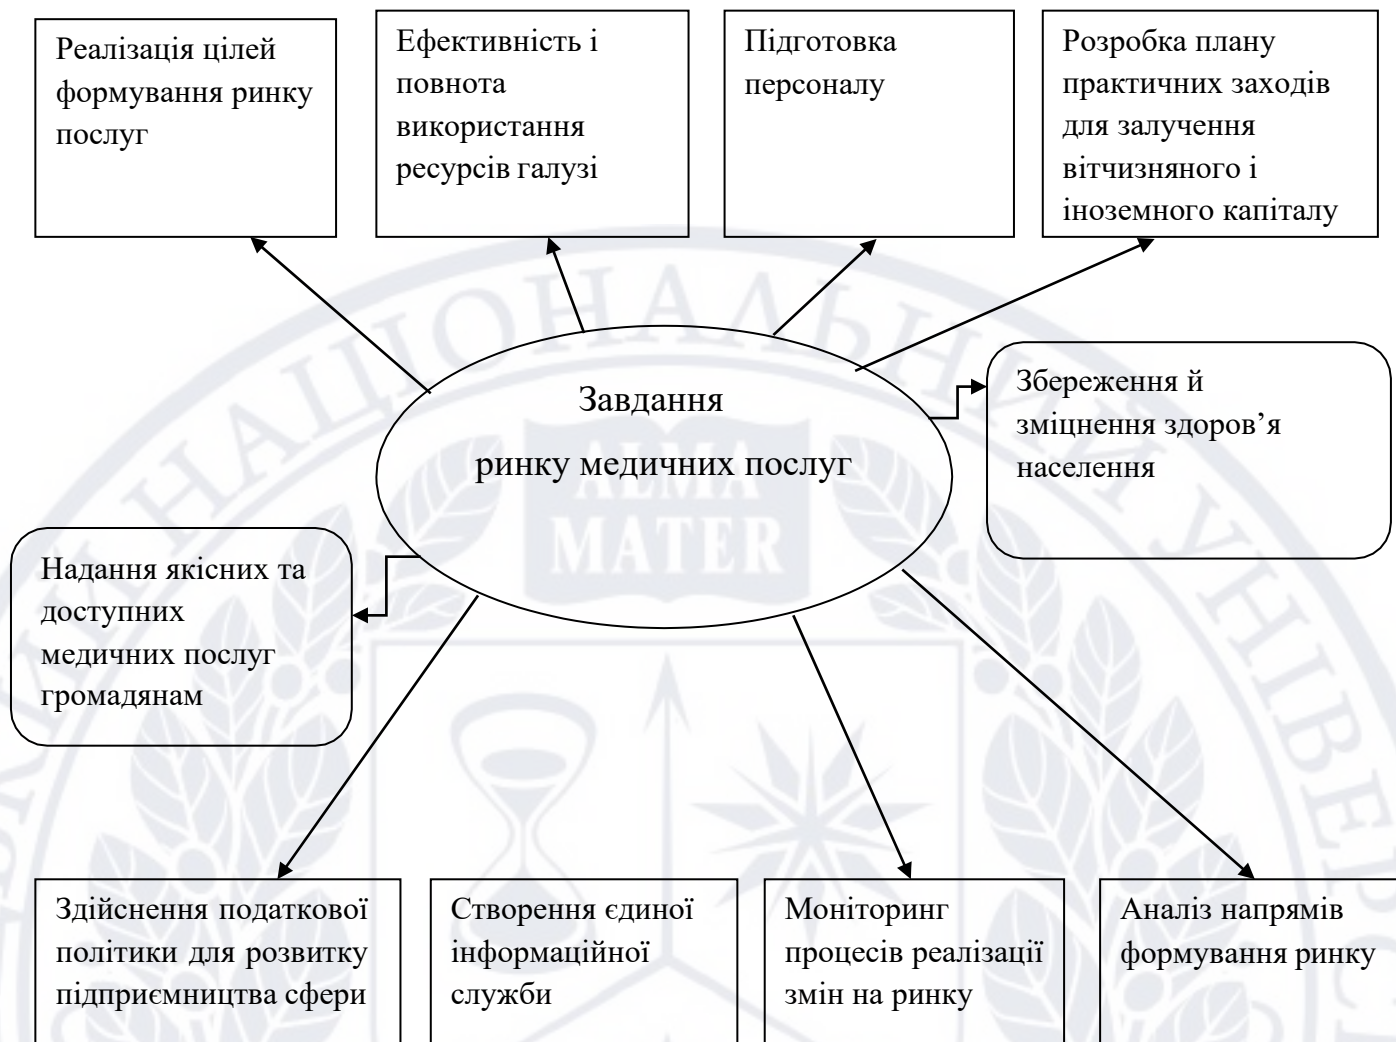 Реалізація цілей
формування ринку
послуг
Ефективність і
повнота
використання
ресурсів галузі
Підготовка
персоналу
Розробка плану
практичних заходів
для залучення
вітчизняного і
іноземного капіталу
Завдання
ринку медичних послуг
Збереження й
зміцнення здоров’я
населення
Надання якісних та
доступних
медичних послуг
громадянам
Здійснення податкової
політики для розвитку
підприємництва сфери
Створення єдиної
інформаційної
служби
Моніторинг
процесів реалізації
змін на ринку
Аналіз напрямів
формування ринку
НАЦІОНАЛЬНИЙ
ALMA
MATER